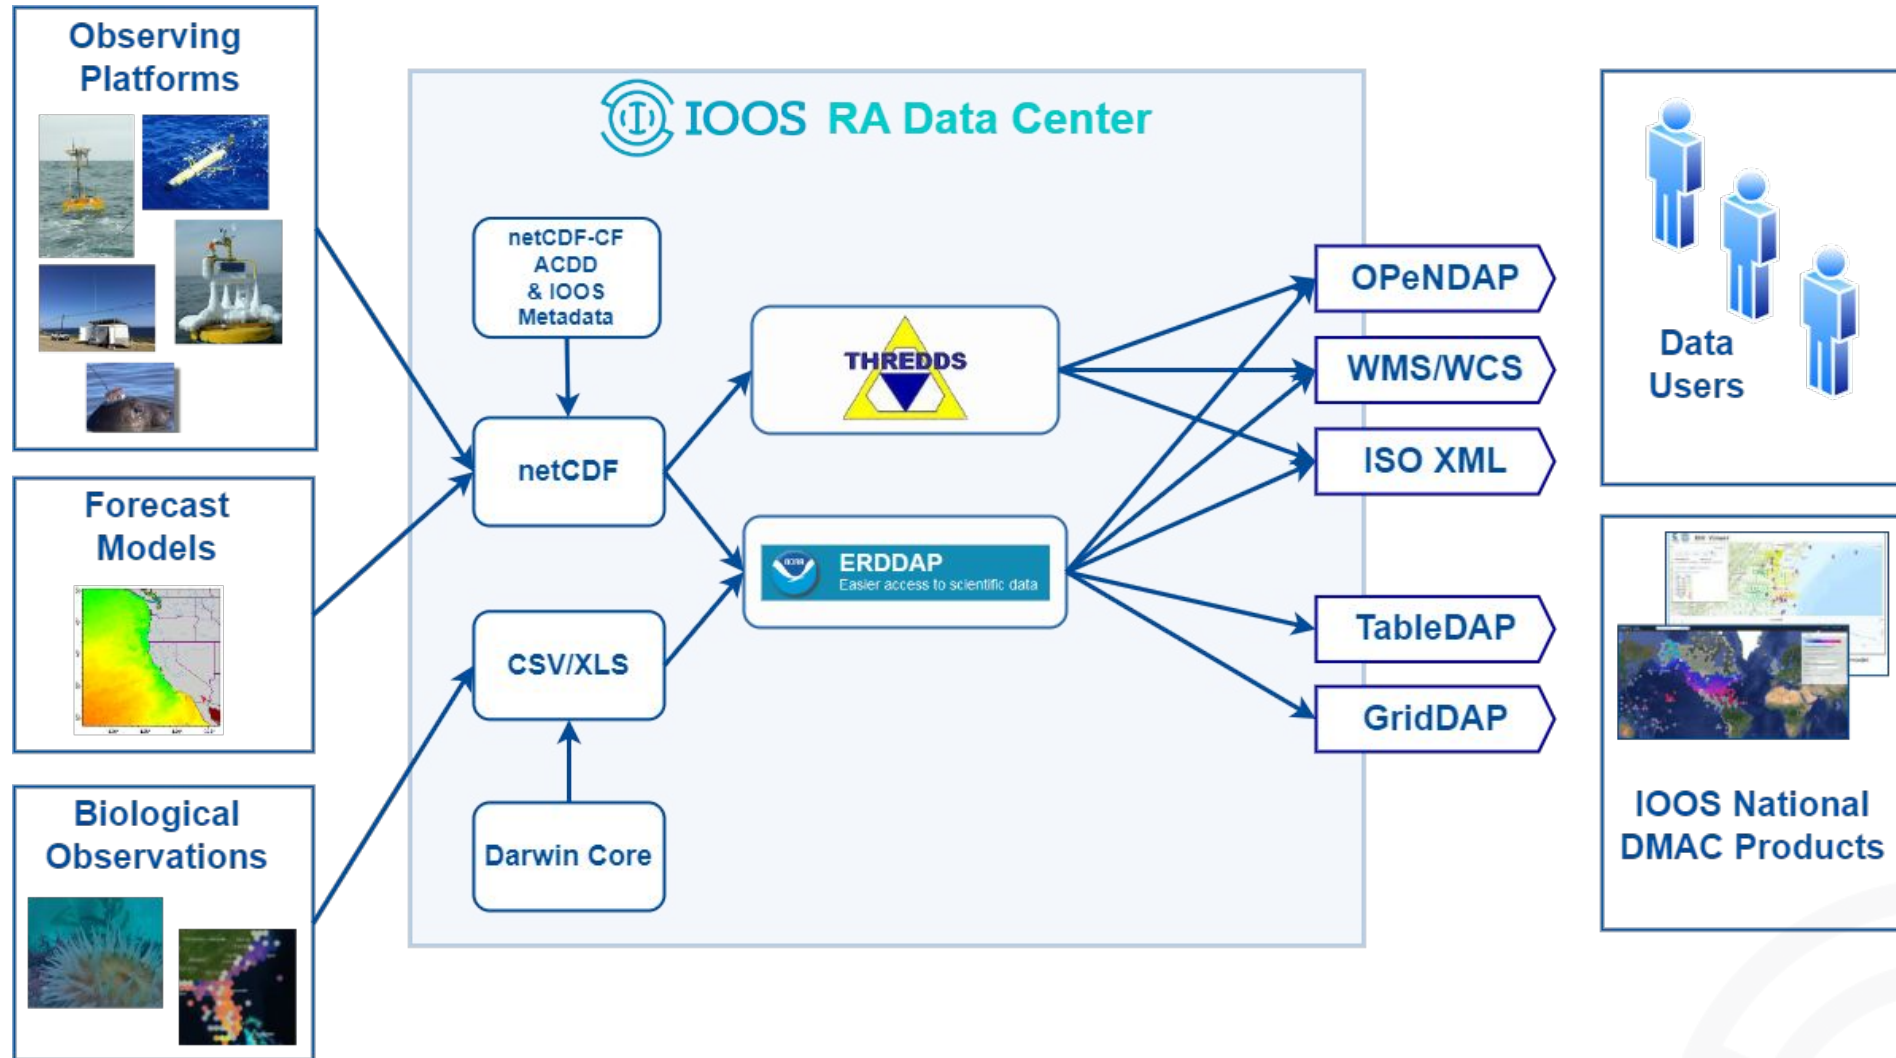 Observing
Platforms
Forecast
Models
Biological
Observations
IOOS RA Data Center
netCDF-CF
ACDD
& IOOS
Metadata
netCDF
CSV/XLS
Darwin Core
THREDDS
NOAA
ERDDAP
Easier access to scientific data
OPeNDAP
WMS/WCS
ISO XML
TableDAP
GridDAP
Data
Users
IOOS National
DMAC Products